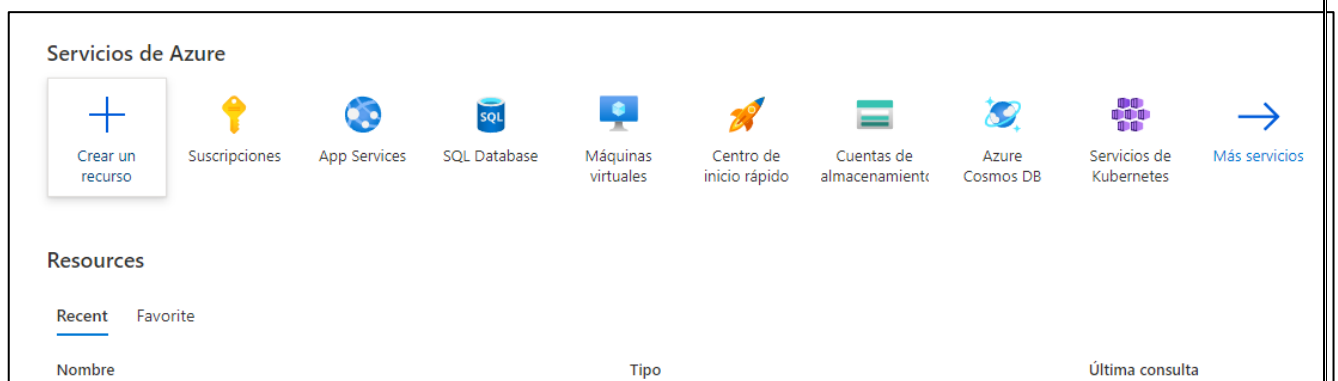 Servicios de Azure
SQL
Crear un
recurso
Suscripciones
App Services
SQL Database
Máquinas
virtuales
Centro de
inicio rápido
Cuentas de
almacenamiento
Azure
Cosmos DB
Servicios de
Kubernetes
Más servicios
Resources
Recent Favorite
Nombre Tipo Última consulta